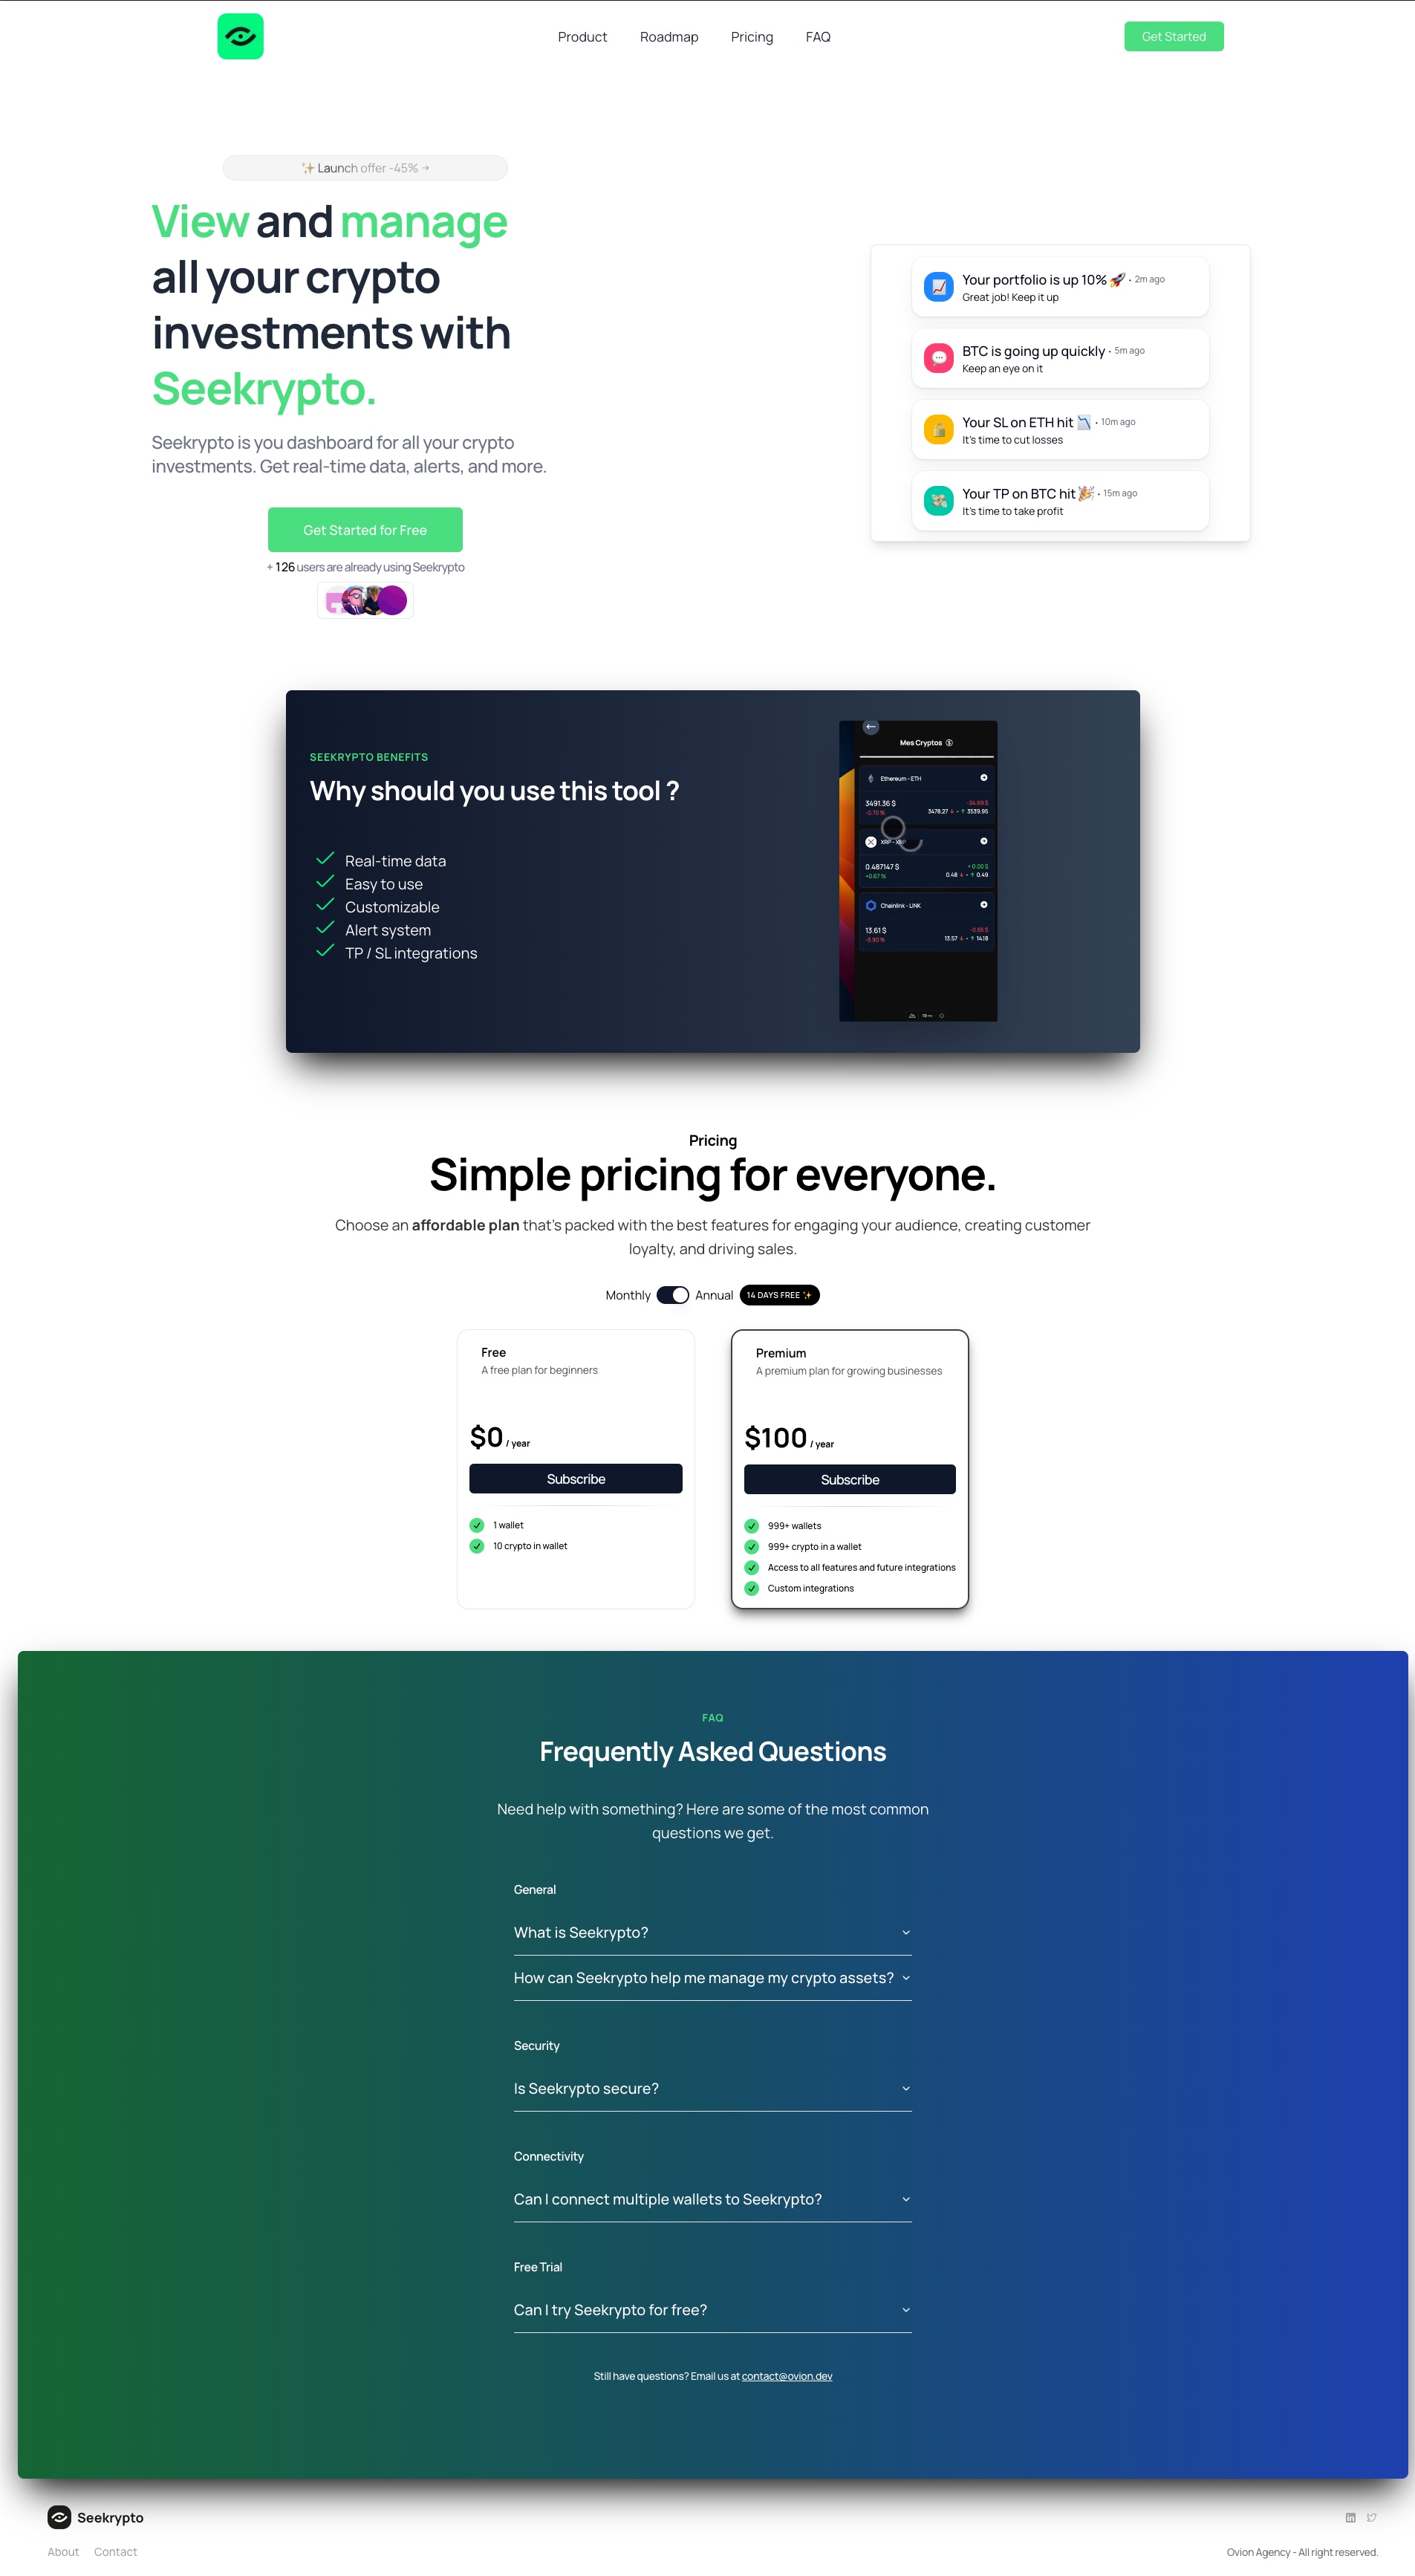 Product Roadmap Pricing FAQ
Get Started
✨ Launch offer -45% →
View and manage
all your crypto
investments with
Seekrypto.
Seekrypto is you dashboard for all your crypto
investments. Get real-time data, alerts, and more.
Get Started for Free
+ 126 users are already using Seekrypto
Your portfolio is up 10% 🚀 · 2m ago
Great job! Keep it up
BTC is going up quickly · 5m ago
Keep an eye on it
Your SL on ETH hit 📉 · 10m ago
It's time to cut losses
Your TP on BTC hit 🎉 · 15m ago
It's time to take profit
SEEKRYPTO BENEFITS
Why should you use this tool ?
Real-time data
Easy to use
Customizable
Alert system
TP / SL integrations
Mes Cryptos
Ethereum - ETH
3491.36 $ -24.69 $
-0.70 % 3478.27 ↓ - ↑ 3539.95
XRP - XRP
0.487147 $ +0.00 $
+0.67 % 0.48 ↓ - ↑ 0.49
Chainlink - LINK
13.61 $ -0.55 $
-3.90 % 13.57 ↓ - ↑ 14.18
Pricing
Simple pricing for everyone.
Choose an affordable plan that's packed with the best features for engaging your audience, creating customer
loyalty, and driving sales.
Monthly Annual 14 DAYS FREE ✨
Free
A free plan for beginners
$0 / year
Subscribe
1 wallet
10 crypto in wallet
Premium
A premium plan for growing businesses
$100 / year
Subscribe
999+ wallets
999+ crypto in a wallet
Access to all features and future integrations
Custom integrations
FAQ
Frequently Asked Questions
Need help with something? Here are some of the most common
questions we get.
General
What is Seekrypto?
How can Seekrypto help me manage my crypto assets?
Security
Is Seekrypto secure?
Connectivity
Can I connect multiple wallets to Seekrypto?
Free Trial
Can I try Seekrypto for free?
Still have questions? Email us at contact@ovion.dev
Seekrypto
About Contact
Ovion Agency - All right reserved.